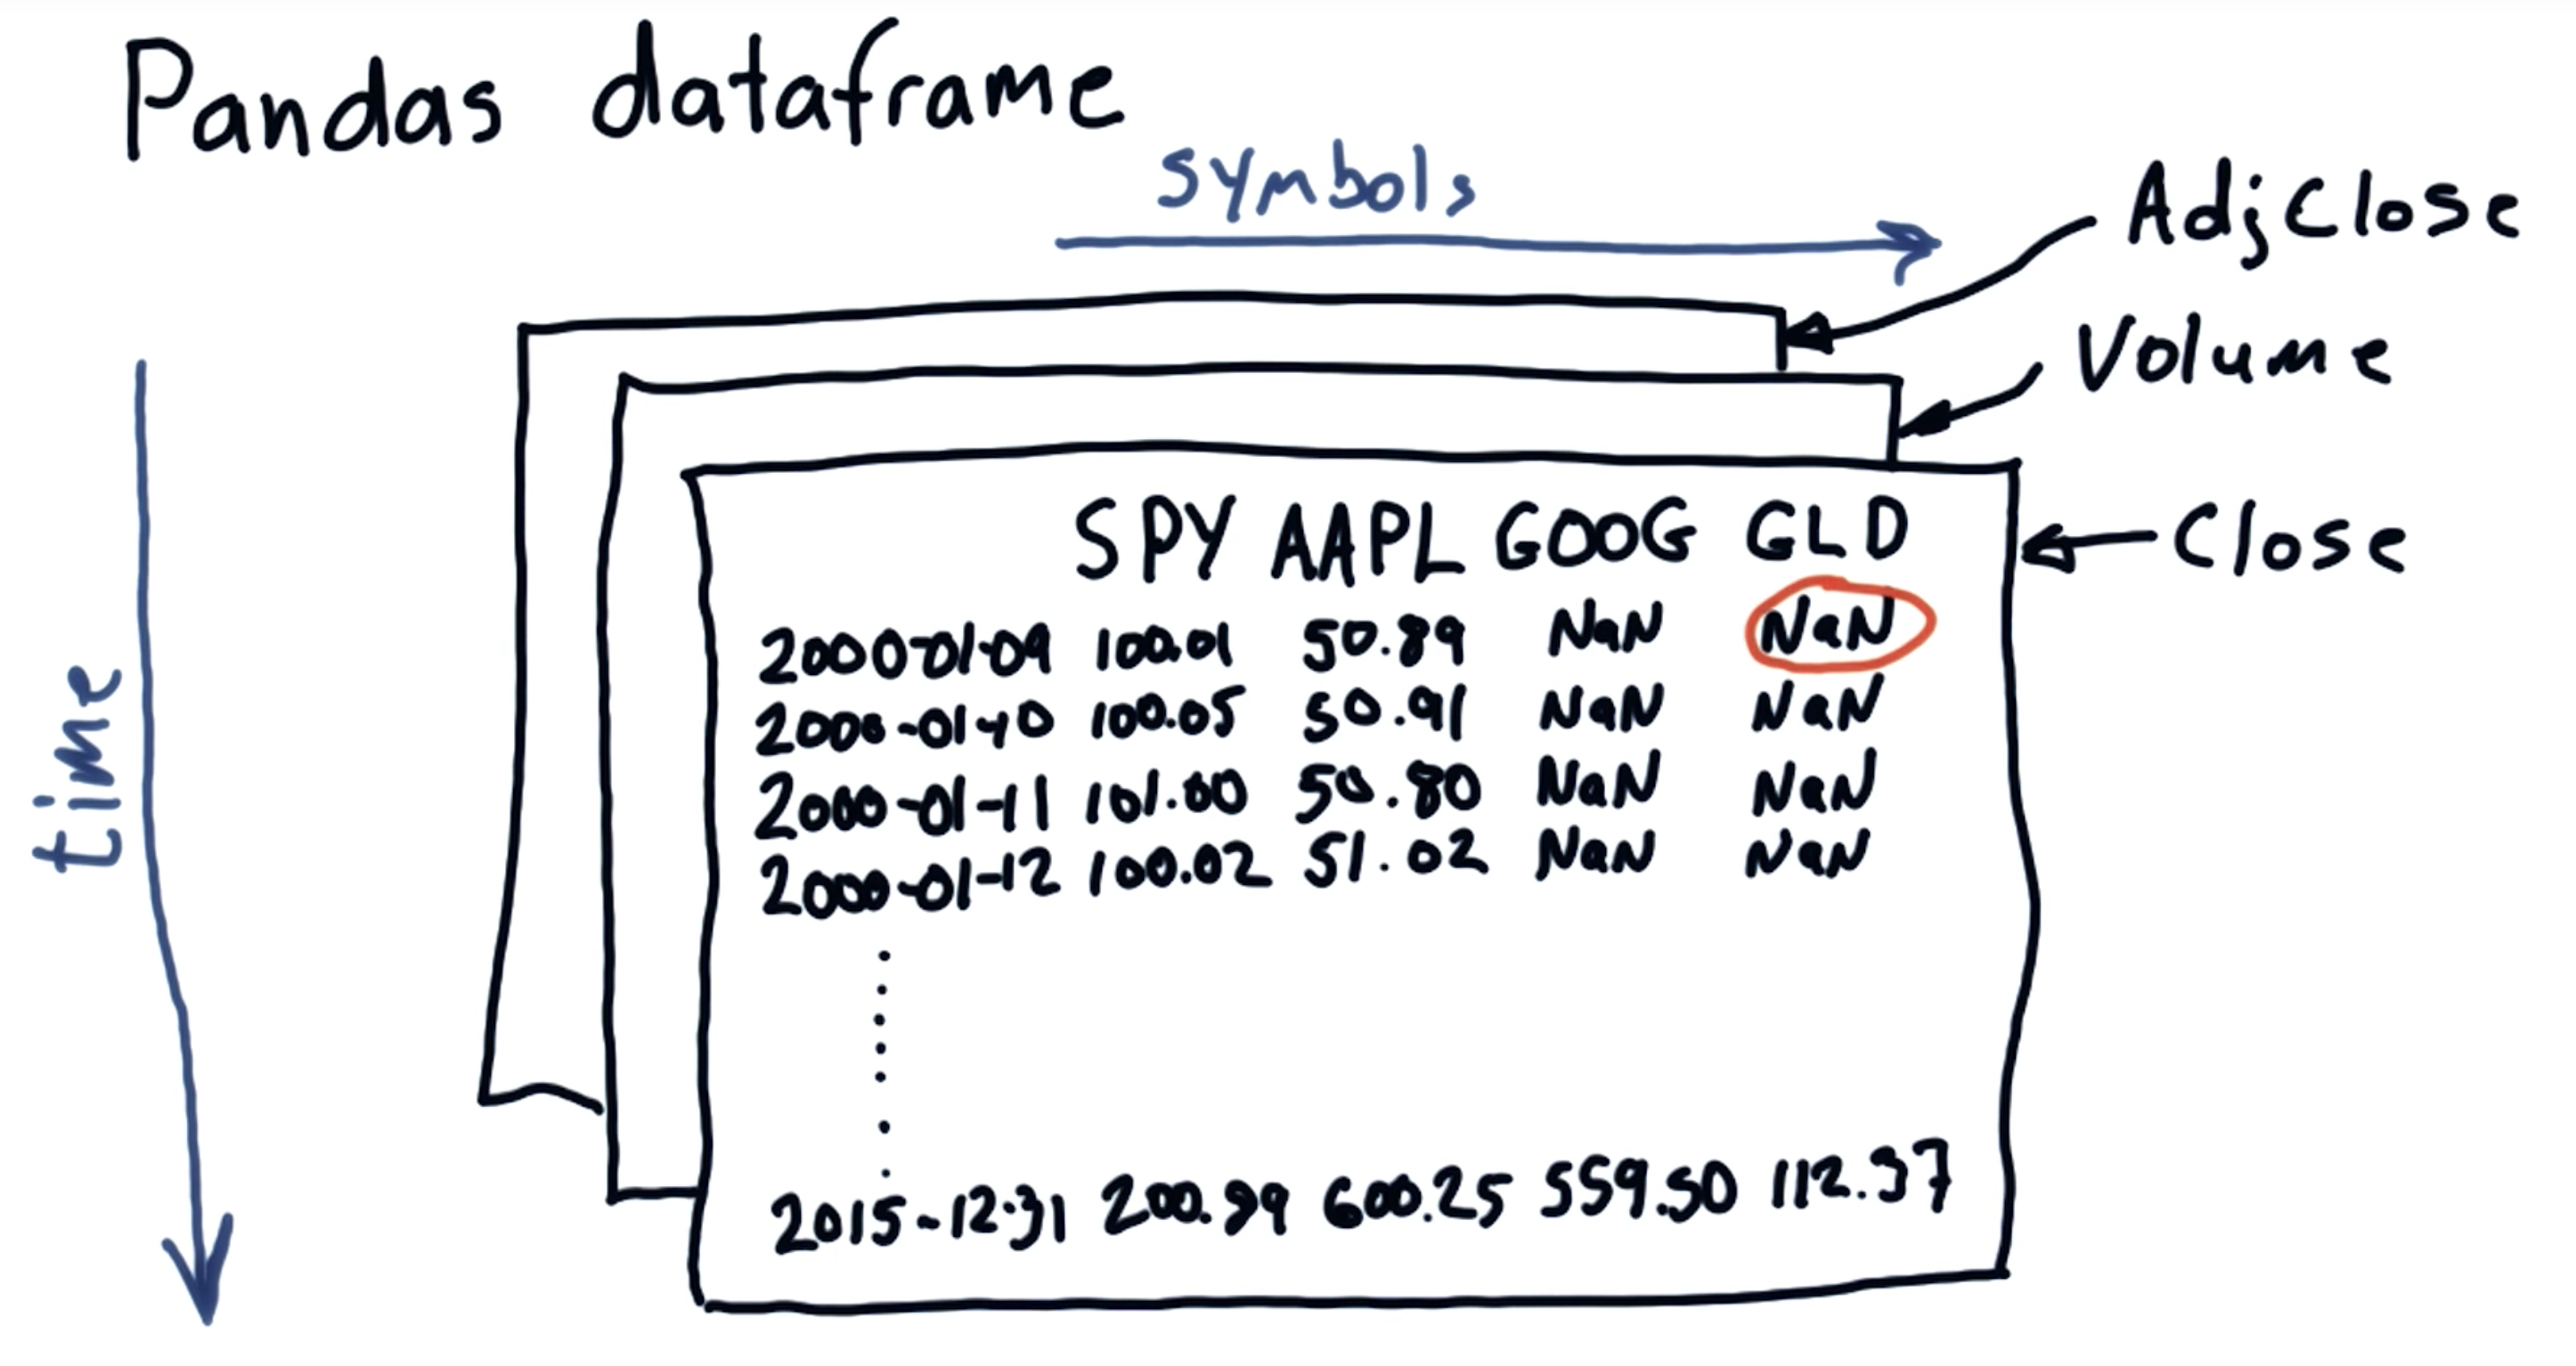 Pandas dataframe
symbols
AdjClose
Volume
Close
time
SPY AAPL GOOG GLD
2000-01-09 100.01 50.89 NaN NaN
2000-01-10 100.05 50.91 NaN NaN
2000-01-11 101.00 50.80 NaN NaN
2000-01-12 100.02 51.02 NaN NaN
2015-12-31 200.89 600.25 559.50 112.37